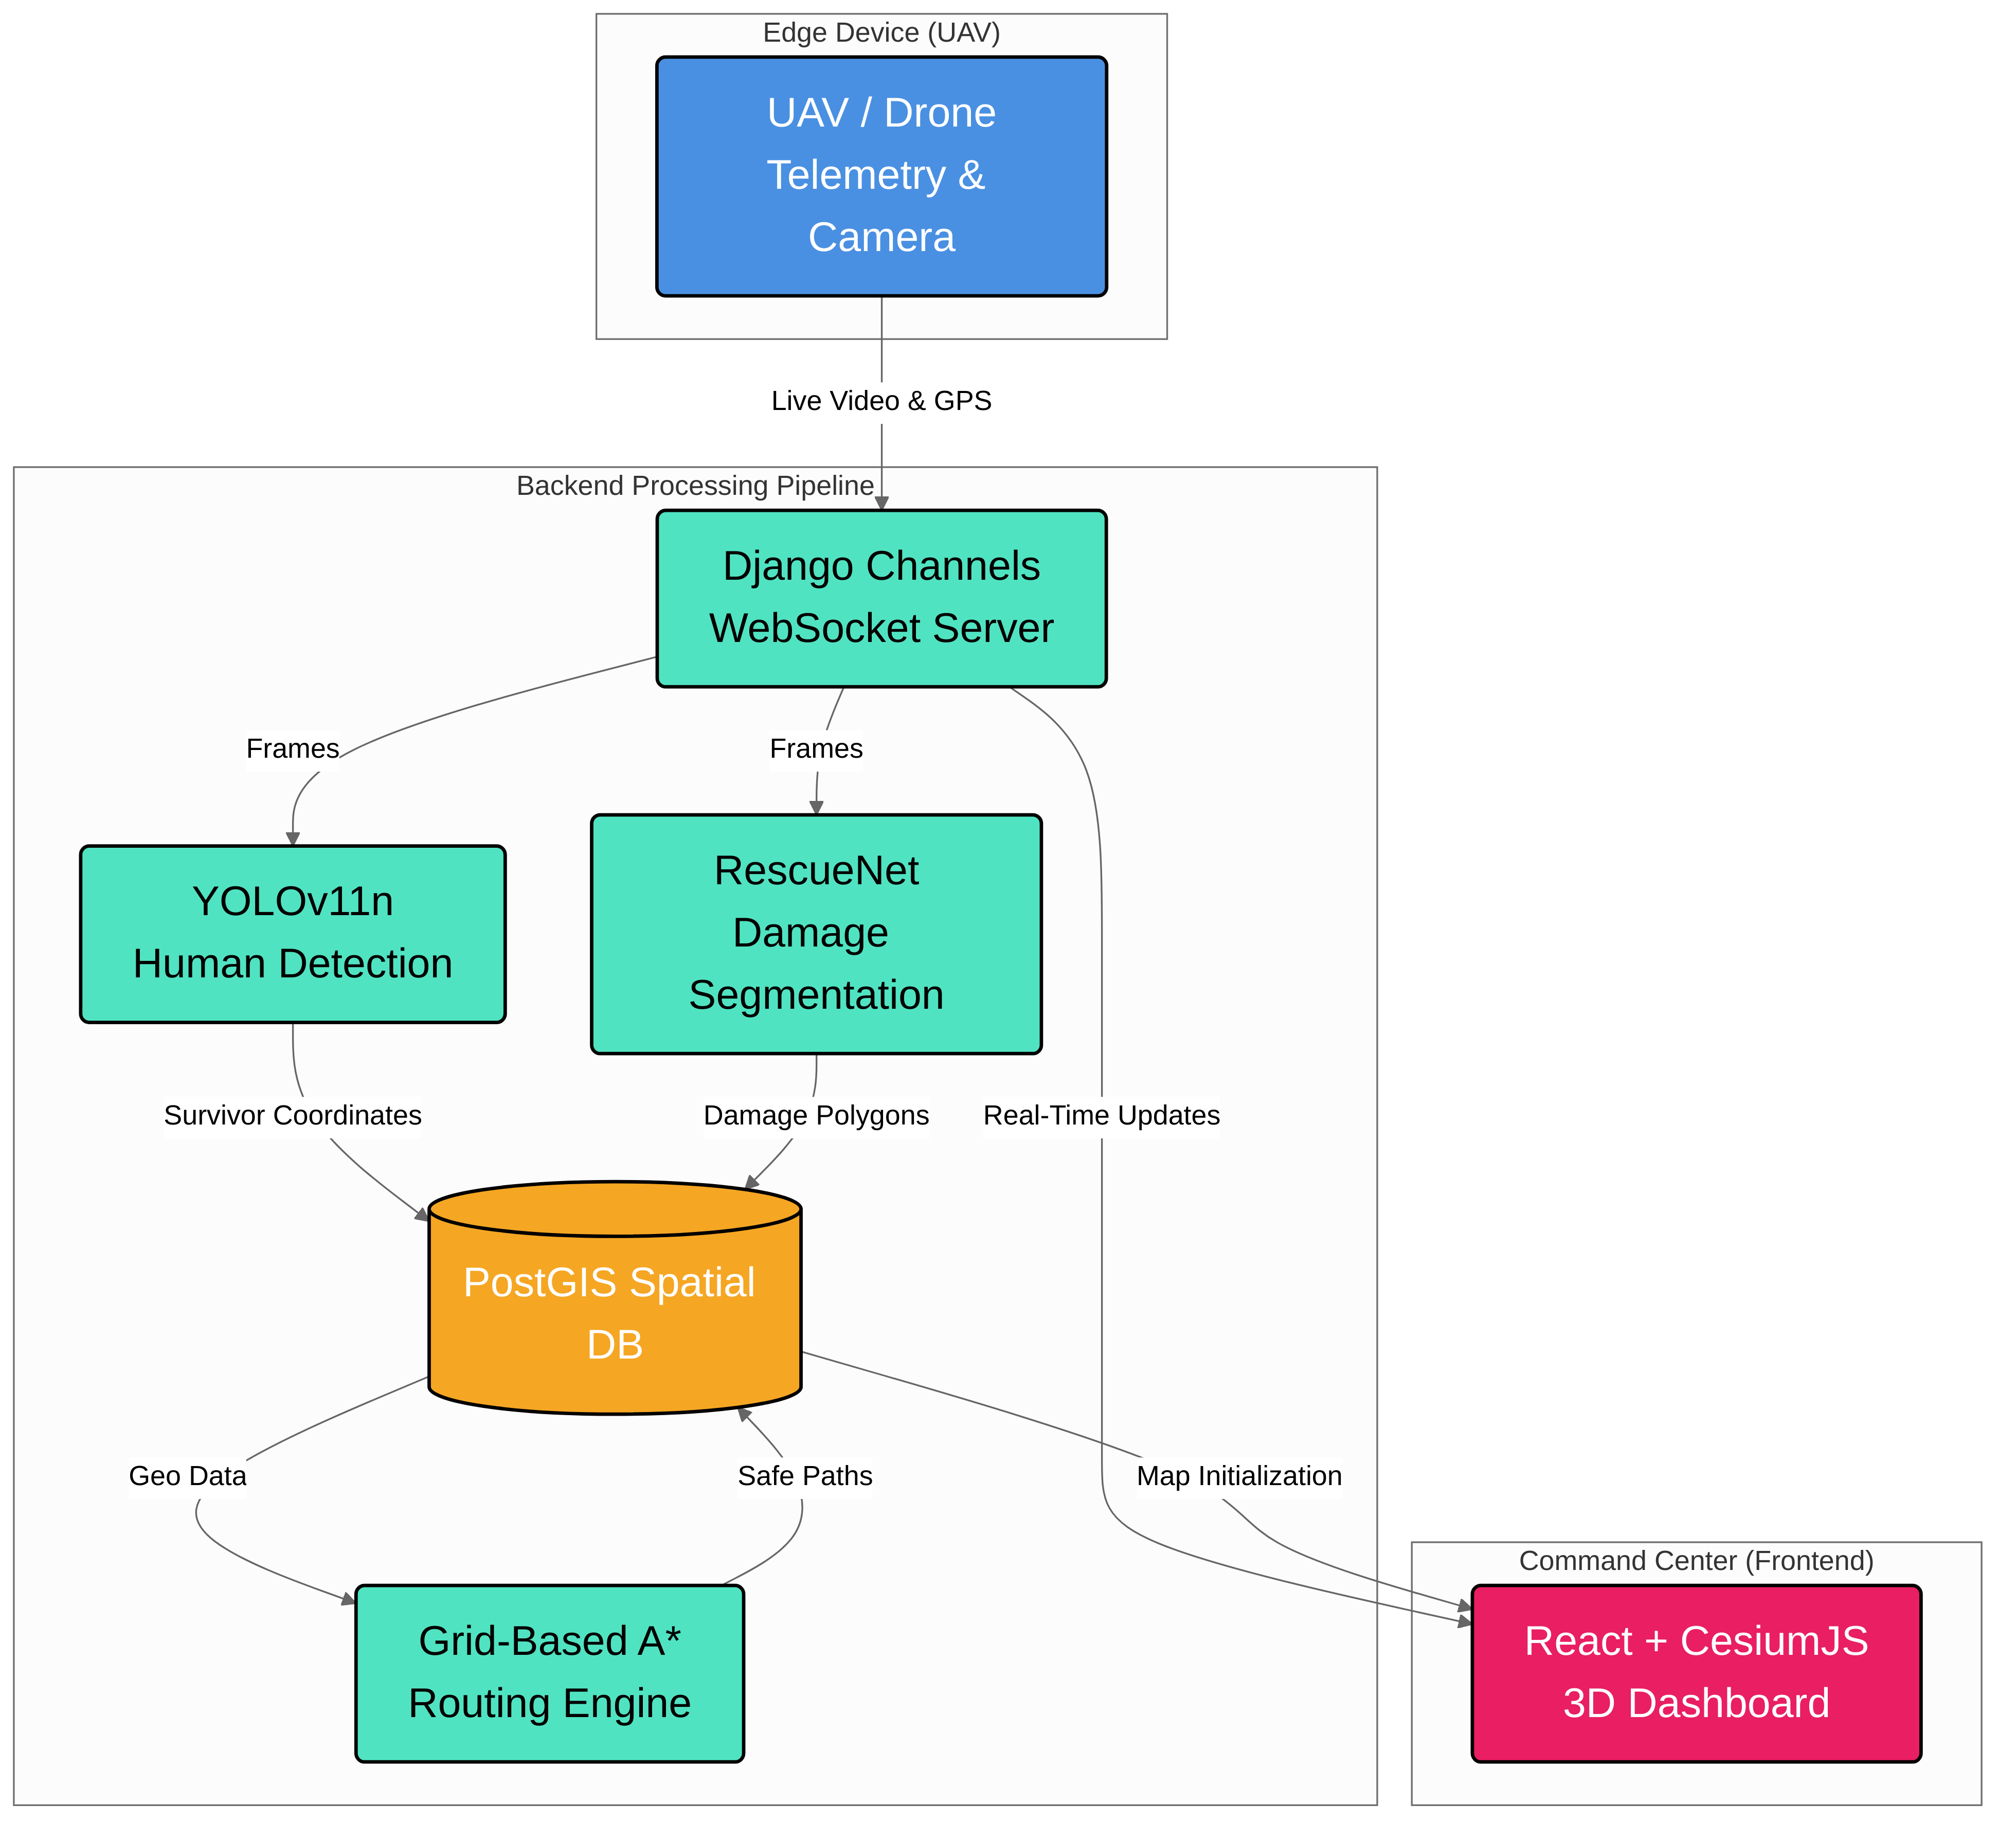 Edge Device (UAV)
UAV / Drone
Telemetry &
Camera
Live Video & GPS
Backend Processing Pipeline
Django Channels
WebSocket Server
Frames
Frames
YOLOv11n
Human Detection
RescueNet
Damage
Segmentation
Survivor Coordinates
Damage Polygons
Real-Time Updates
PostGIS Spatial
DB
Geo Data
Safe Paths
Map Initialization
Command Center (Frontend)
Grid-Based A*
Routing Engine
React + CesiumJS
3D Dashboard